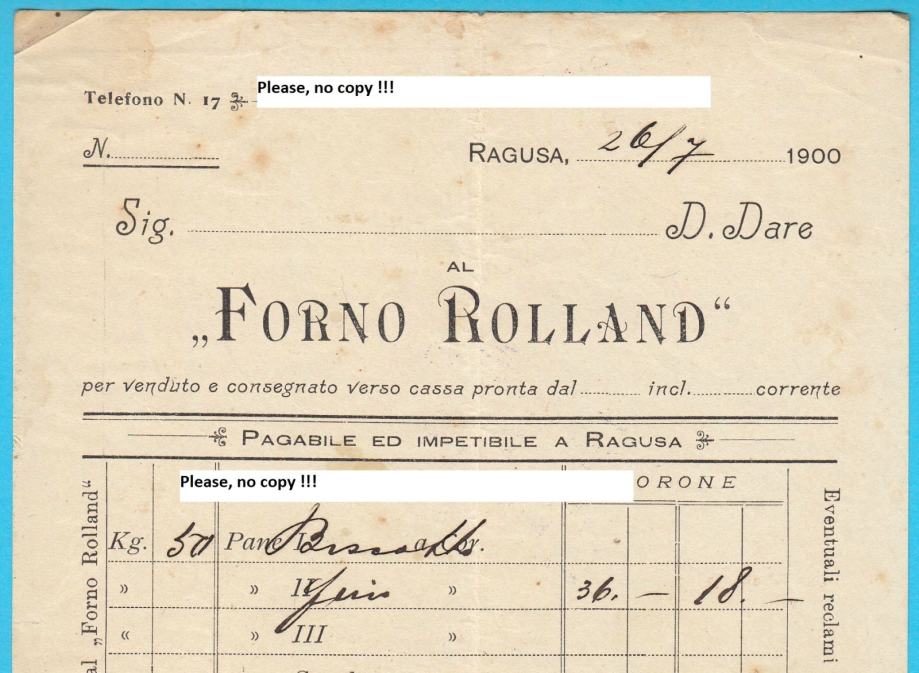 Please, no copy !!!
Telefono N. 17
N.
RAGUSA, 26/7 1900
Sig. D. Dare
AL
„FORNO ROLLAND“
per venduto e consegnato verso cassa pronta dal incl. corrente
PAGABILE ED IMPETIBILE A RAGUSA
Please, no copy !!!
ORONE
Kg. 50 Pane I
» » II » 36. — 18. —
« » III »
al „Forno Rolland“
Eventuali reclami